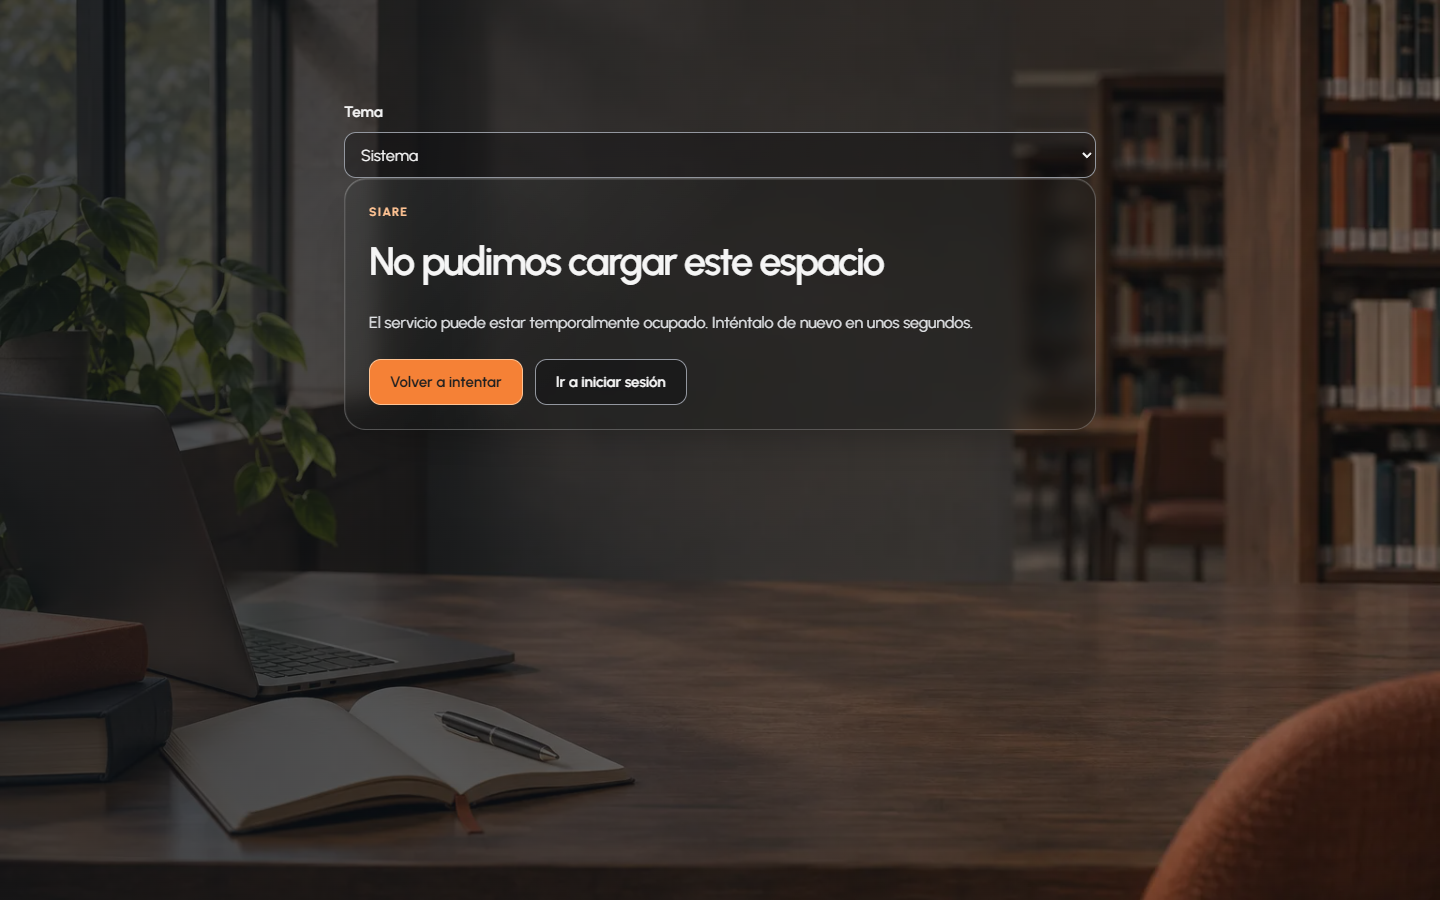 Tema
Sistema
SIARE
No pudimos cargar este espacio
El servicio puede estar temporalmente ocupado. Inténtalo de nuevo en unos segundos.
Volver a intentar
Ir a iniciar sesión